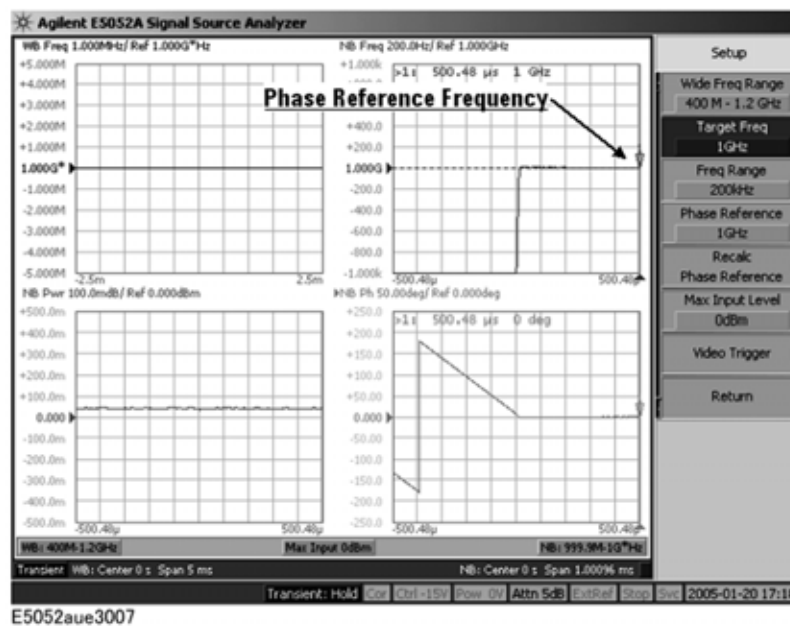 Agilent E5052A Signal Source Analyzer
WB Freq 1.000MHz/ Ref 1.000G*Hz
+5.000M
+4.000M
+3.000M
+2.000M
+1.000M
1.000G*
-1.000M
-2.000M
-3.000M
-4.000M
-5.000M
-2.5m
2.5m
NB Freq 200.0Hz/ Ref 1.000GHz
+1.000k
>1: 500.48 µs 1 GHz
Phase Reference Frequency
+400.0
+200.0
1.000G
-200.0
-400.0
-600.0
-800.0
-1.000k
-500.48µ
500.48µ
NB Pwr 100.0mdB/ Ref 0.000dBm
+500.0m
+400.0m
+300.0m
+200.0m
+100.0m
0.000
-100.0m
-200.0m
-300.0m
-400.0m
-500.0m
-500.48µ
500.48µ
NB Ph 50.00deg/ Ref 0.000deg
+250.0
>1: 500.48 µs 0 deg
+200.0
+150.0
+100.0
+50.00
0.000
-50.00
-100.0
-150.0
-200.0
-250.0
-500.48µ
500.48µ
WB: 400M-1.2GHz
Max Input 0dBm
NB: 999.9M-1G*Hz
Transient WB: Center 0 s Span 5 ms
NB: Center 0 s Span 1.00096 ms
Transient: Hold Cor Ctrl -15V Pow 0V Attn 5dB ExtRef Stop Svc 2005-01-20 17:18
Setup
Wide Freq Range
400 M - 1.2 GHz
Target Freq
1GHz
Freq Range
200kHz
Phase Reference
1GHz
Recalc
Phase Reference
Max Input Level
0dBm
Video Trigger
Return
E5052aue3007